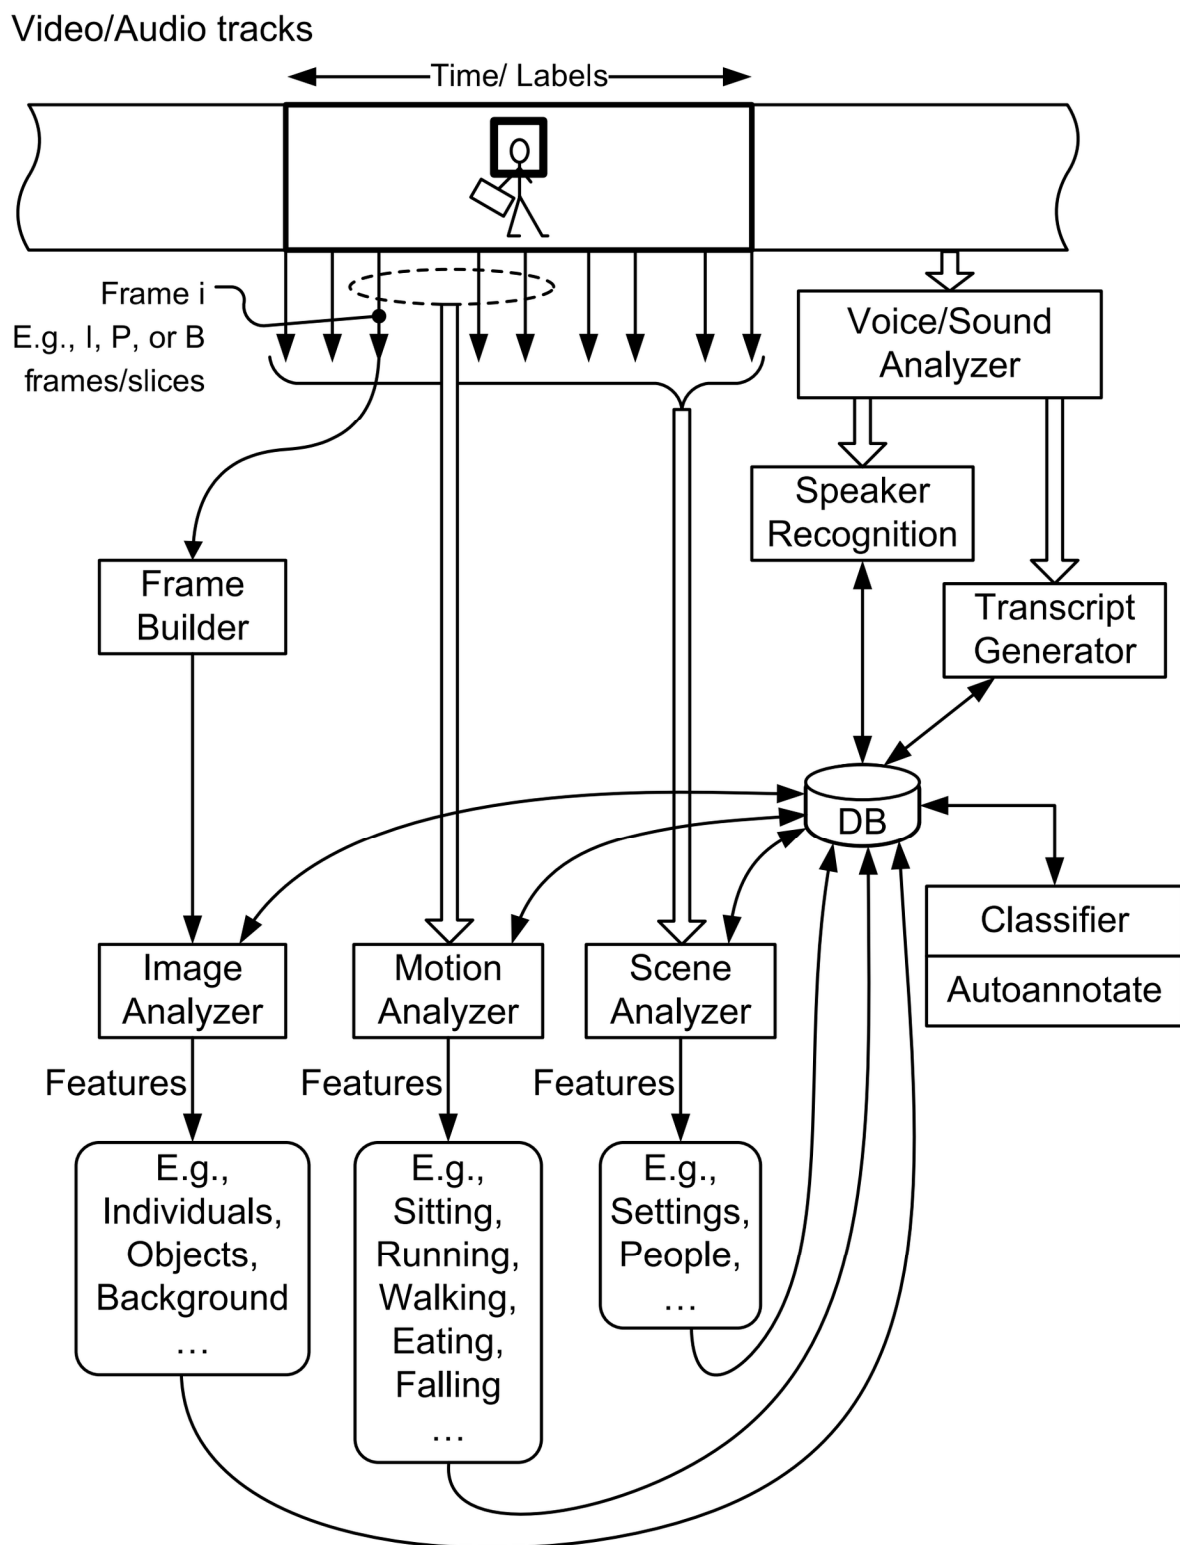 Video/Audio tracks
Time/ Labels
Frame i
E.g., I, P, or B
frames/slices
Voice/Sound
Analyzer
Speaker
Recognition
Frame
Builder
Transcript
Generator
DB
Classifier
Autoannotate
Image
Analyzer
Motion
Analyzer
Scene
Analyzer
Features
Features
Features
E.g.,
Individuals,
Objects,
Background
...
E.g.,
Sitting,
Running,
Walking,
Eating,
Falling
...
E.g.,
Settings,
People,
...